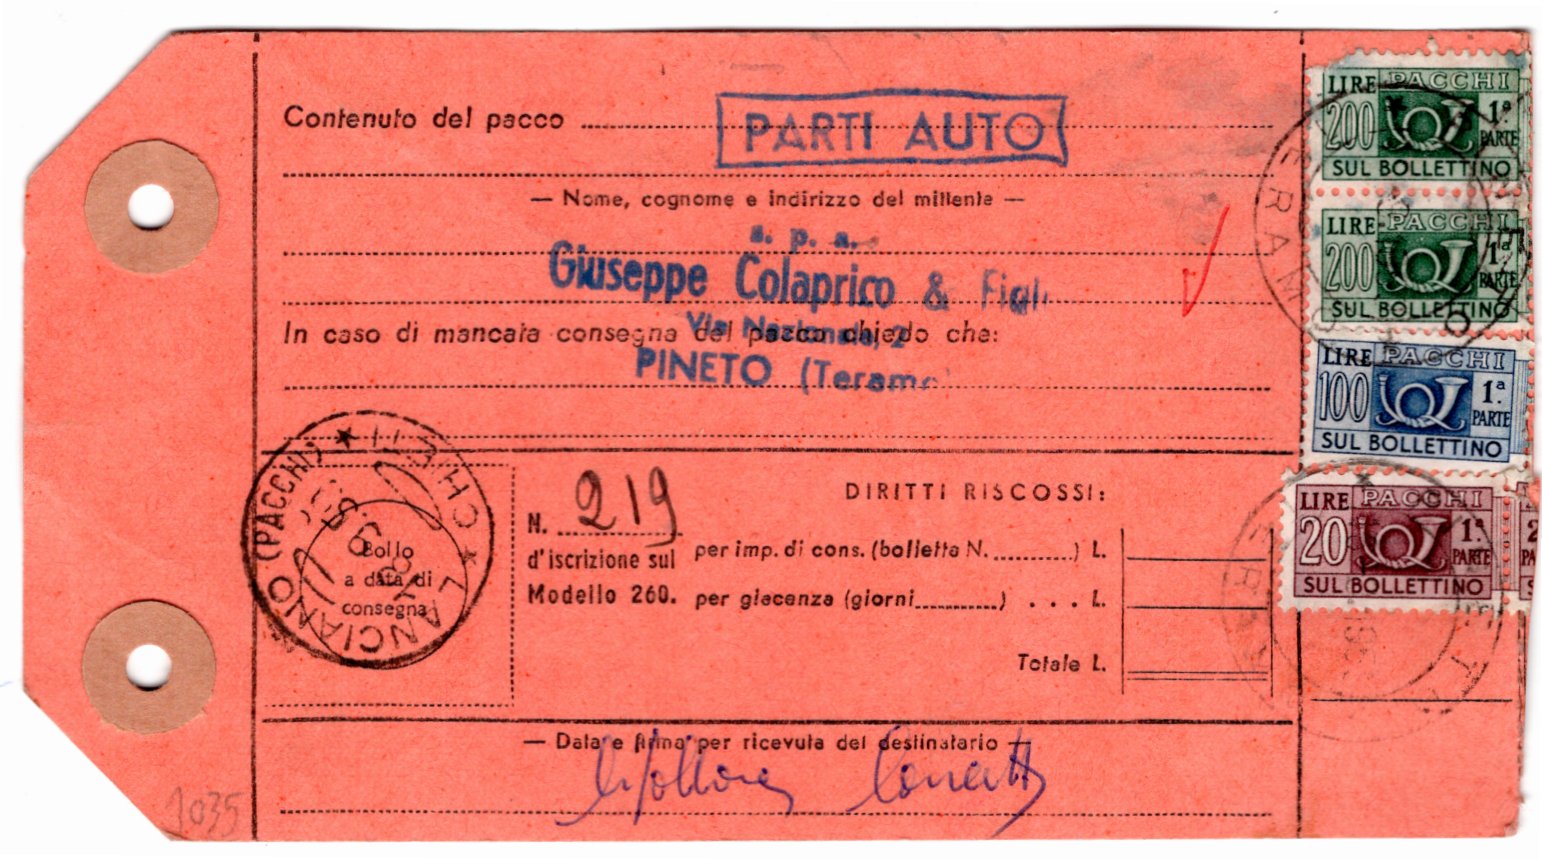 Contenuto del pacco
PARTI AUTO
— Nome, cognome e indirizzo del mittente —
s. p. a.
Giuseppe Colaprico & Figli
In caso di mancata consegna del pacco chiedo che:
Via Nazionale, 2
PINETO (Teramo
LANCIANO (PACCHI) ★ CHIETI ★
Bollo
a data di
consegna
N. 219
d'iscrizione sul
Modello 260.
DIRITTI RISCOSSI:
per imp. di cons. (bolletta N. ..........) L.
per giacenza (giorni ..........) . . . L.
Totale L.
— Data e firma per ricevuta del destinatario —
1035
LIRE PACCHI
200 1ª PARTE
SUL BOLLETTINO
LIRE PACCHI
200 1ª PARTE
SUL BOLLETTINO
LIRE PACCHI
100 1ª PARTE
SUL BOLLETTINO
LIRE PACCHI
20 1ª PARTE
SUL BOLLETTINO